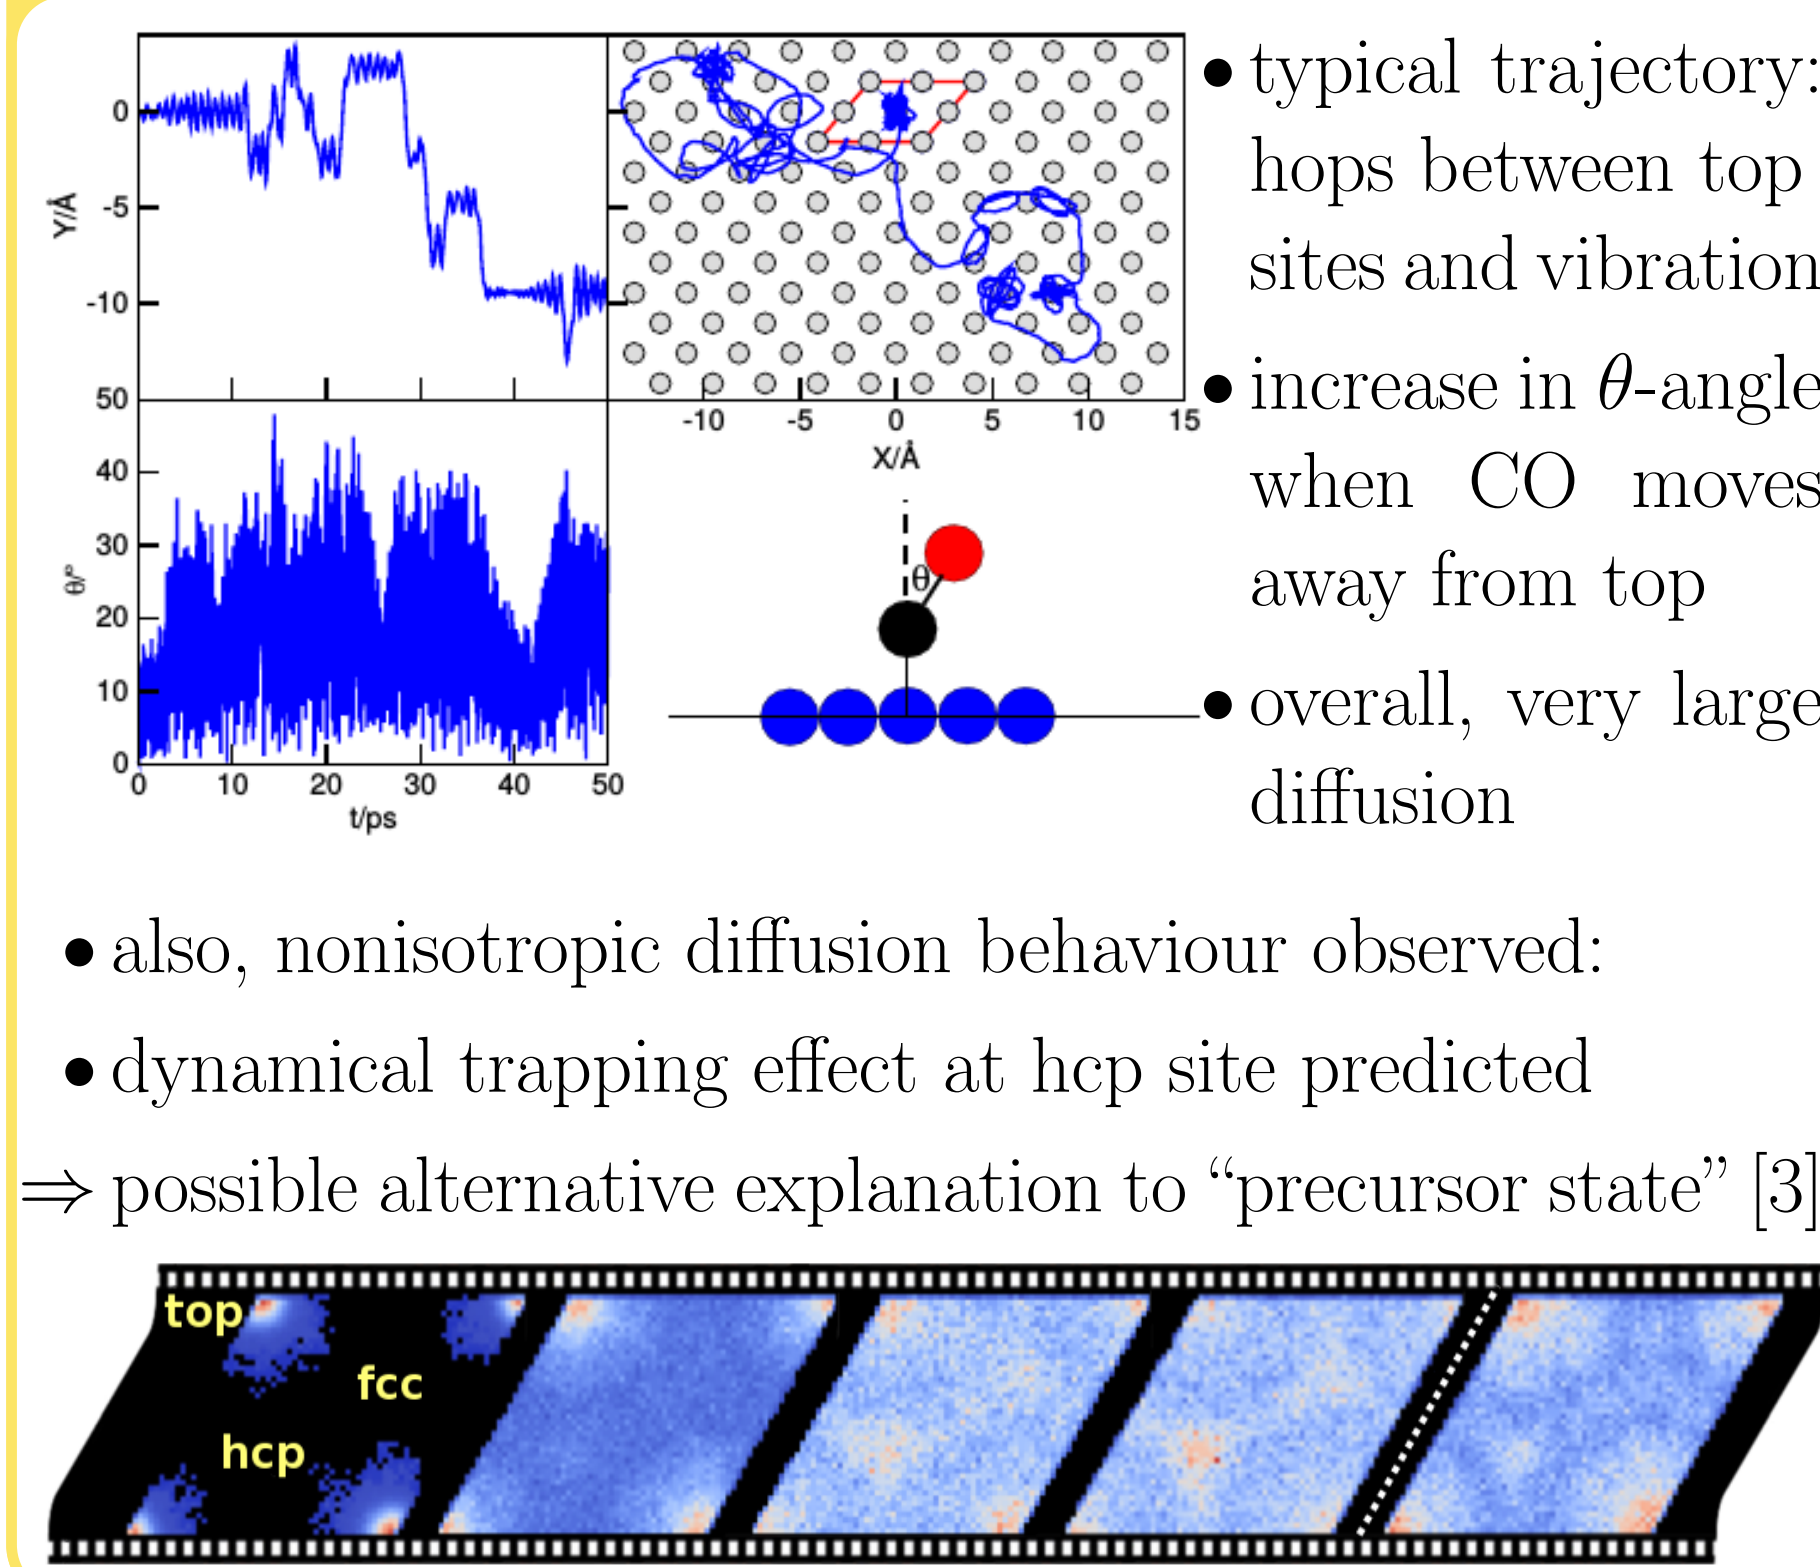 0
-5
-10
Y/Å
50
40
30
20
10
0
θ/°
0 10 20 30 40 50
t/ps
-10 -5 0 5 10 15
X/Å
θ
• typical trajectory:
hops between top
sites and vibration
• increase in θ-angle
when CO moves
away from top
• overall, very large
diffusion
• also, nonisotropic diffusion behaviour observed:
• dynamical trapping effect at hcp site predicted
⇒ possible alternative explanation to “precursor state” [3]
top
fcc
hcp